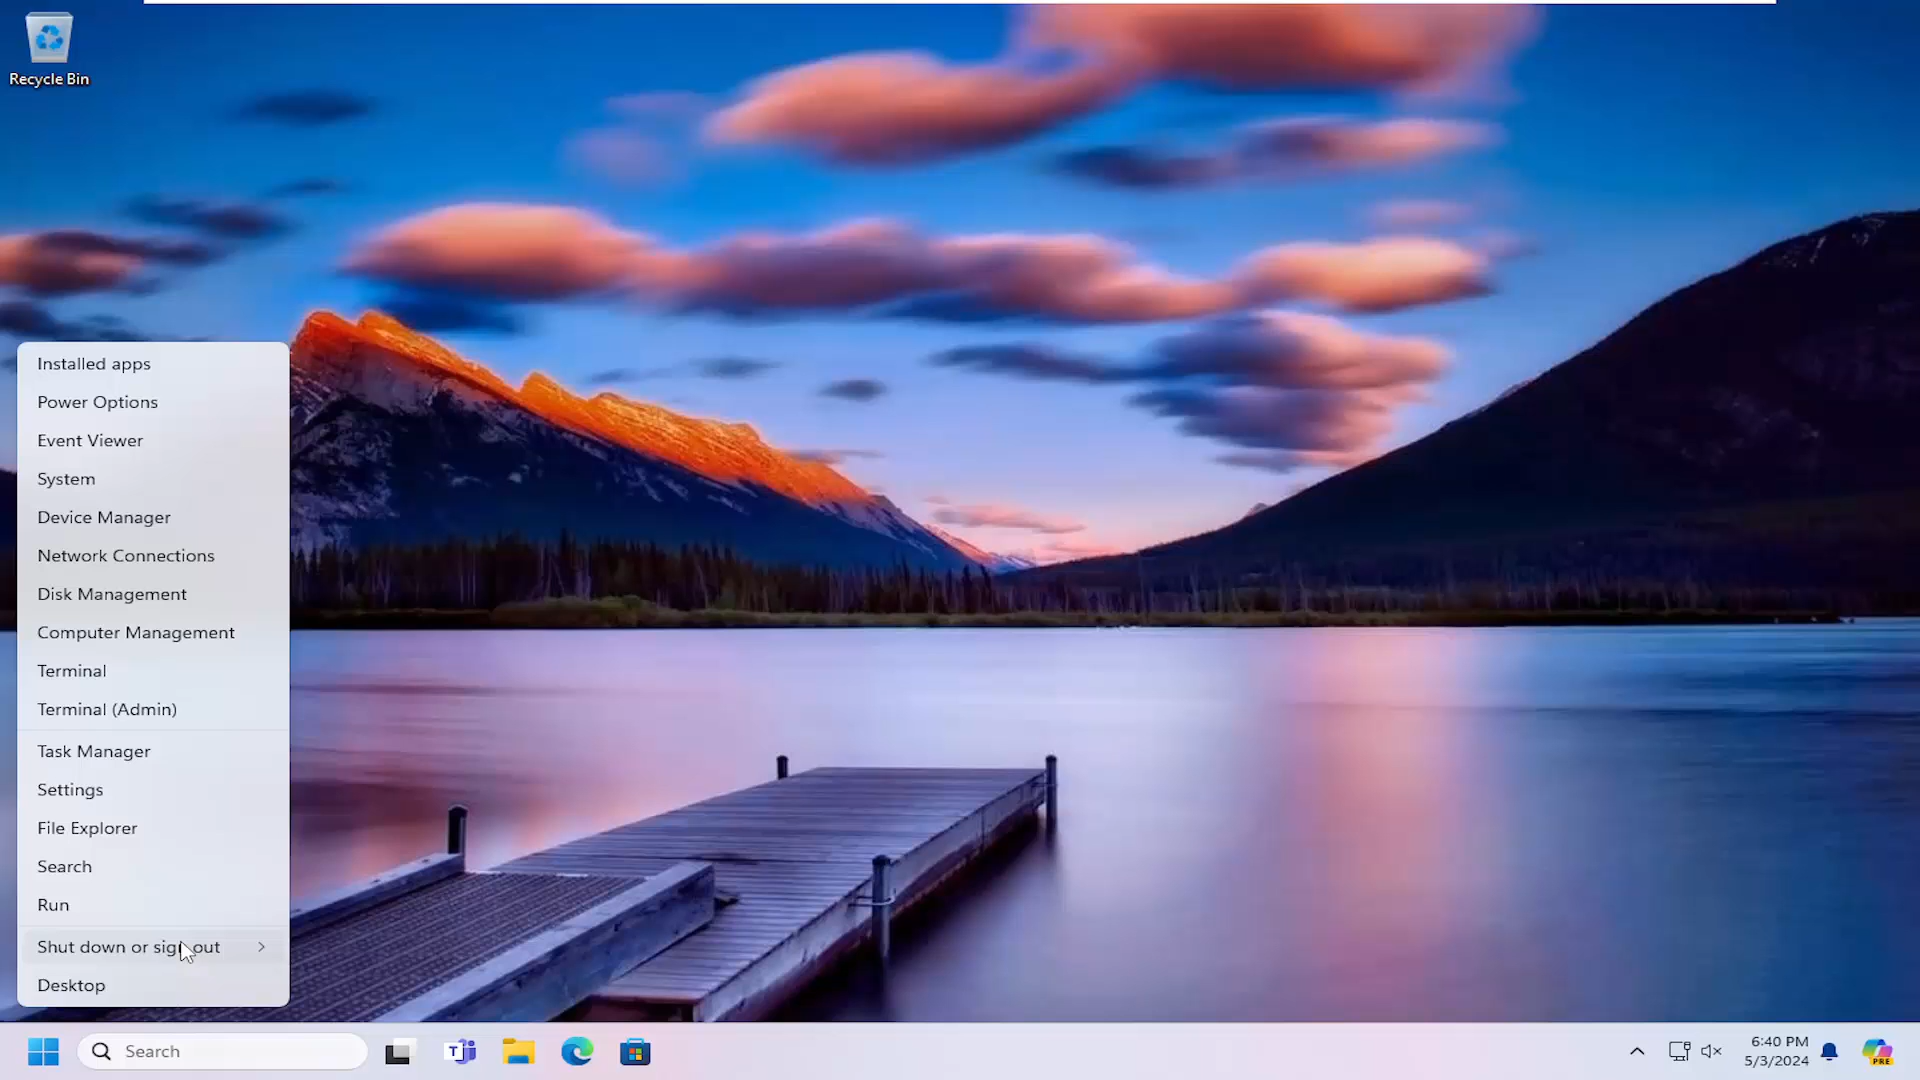 Recycle Bin
Installed apps
Power Options
Event Viewer
System
Device Manager
Network Connections
Disk Management
Computer Management
Terminal
Terminal (Admin)
Task Manager
Settings
File Explorer
Search
Run
Shut down or sign out
Desktop
Search
T
6:40 PM
5/3/2024
PRE